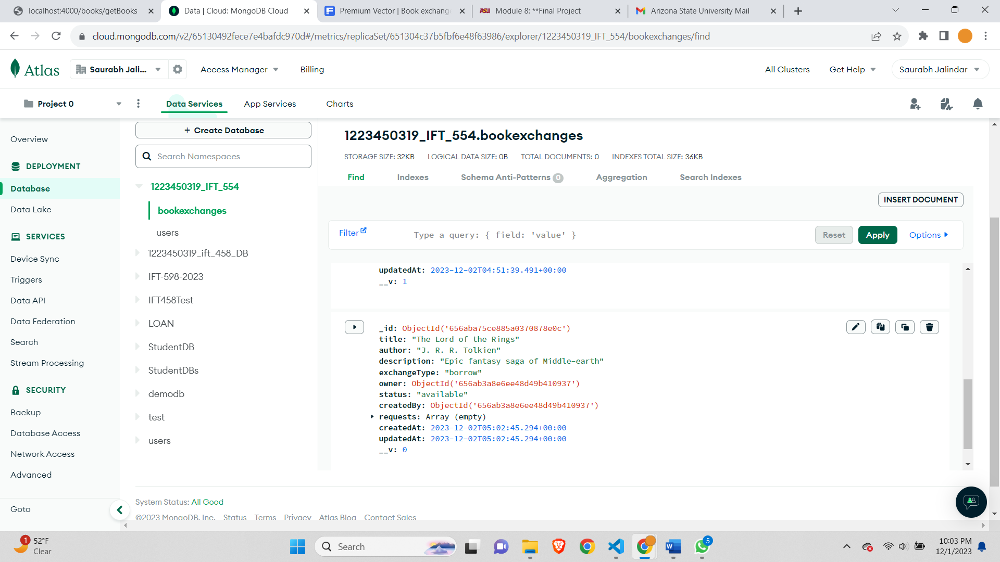 localhost:4000/books/getBooks
Data | Cloud: MongoDB Cloud
Premium Vector | Book exchang
ASU Module 8: **Final Project
Arizona State University Mail
cloud.mongodb.com/v2/65130492fece7e4bafdc970d#/metrics/replicaSet/651304c37b5fbf6e48f63986/explorer/1223450319_IFT_554/bookexchanges/find
Atlas
Saurabh Jali...
Access Manager
Billing
All Clusters
Get Help
Saurabh Jalindar
Project 0
Data Services
App Services
Charts
Overview
DEPLOYMENT
Database
Data Lake
SERVICES
Device Sync
Triggers
Data API
Data Federation
Search
Stream Processing
SECURITY
Backup
Database Access
Network Access
Advanced
Goto
+ Create Database
Search Namespaces
1223450319_IFT_554
bookexchanges
users
1223450319_ift_458_DB
IFT-598-2023
IFT458Test
LOAN
StudentDB
StudentDBs
demodb
test
users
1223450319_IFT_554.bookexchanges
STORAGE SIZE: 32KB LOGICAL DATA SIZE: 0B TOTAL DOCUMENTS: 0 INDEXES TOTAL SIZE: 36KB
Find Indexes Schema Anti-Patterns 0 Aggregation Search Indexes
INSERT DOCUMENT
Filter Type a query: { field: 'value' } Reset Apply Options
updatedAt: 2023-12-02T04:51:39.491+00:00
__v: 1
_id: ObjectId('656aba75ce885a0370878e0c')
title: "The Lord of the Rings"
author: "J. R. R. Tolkien"
description: "Epic fantasy saga of Middle-earth"
exchangeType: "borrow"
owner: ObjectId('656ab3a8e6ee48d49b410937')
status: "available"
createdBy: ObjectId('656ab3a8e6ee48d49b410937')
requests: Array (empty)
createdAt: 2023-12-02T05:02:45.294+00:00
updatedAt: 2023-12-02T05:02:45.294+00:00
__v: 0
System Status: All Good
©2023 MongoDB, Inc. Status Terms Privacy Atlas Blog Contact Sales
1
52°F
Clear
Search
5
10:03 PM
12/1/2023